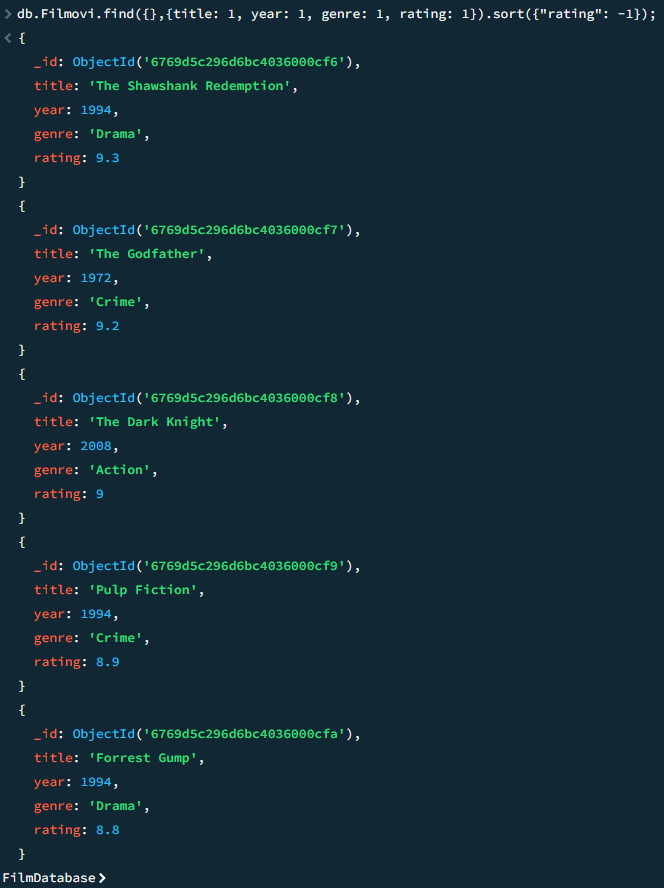 > db.Filmovi.find({},{title: 1, year: 1, genre: 1, rating: 1}).sort({"rating": -1});
< {
_id: ObjectId('6769d5c296d6bc4036000cf6'),
title: 'The Shawshank Redemption',
year: 1994,
genre: 'Drama',
rating: 9.3
}
{
_id: ObjectId('6769d5c296d6bc4036000cf7'),
title: 'The Godfather',
year: 1972,
genre: 'Crime',
rating: 9.2
}
{
_id: ObjectId('6769d5c296d6bc4036000cf8'),
title: 'The Dark Knight',
year: 2008,
genre: 'Action',
rating: 9
}
{
_id: ObjectId('6769d5c296d6bc4036000cf9'),
title: 'Pulp Fiction',
year: 1994,
genre: 'Crime',
rating: 8.9
}
{
_id: ObjectId('6769d5c296d6bc4036000cfa'),
title: 'Forrest Gump',
year: 1994,
genre: 'Drama',
rating: 8.8
}
FilmDatabase>